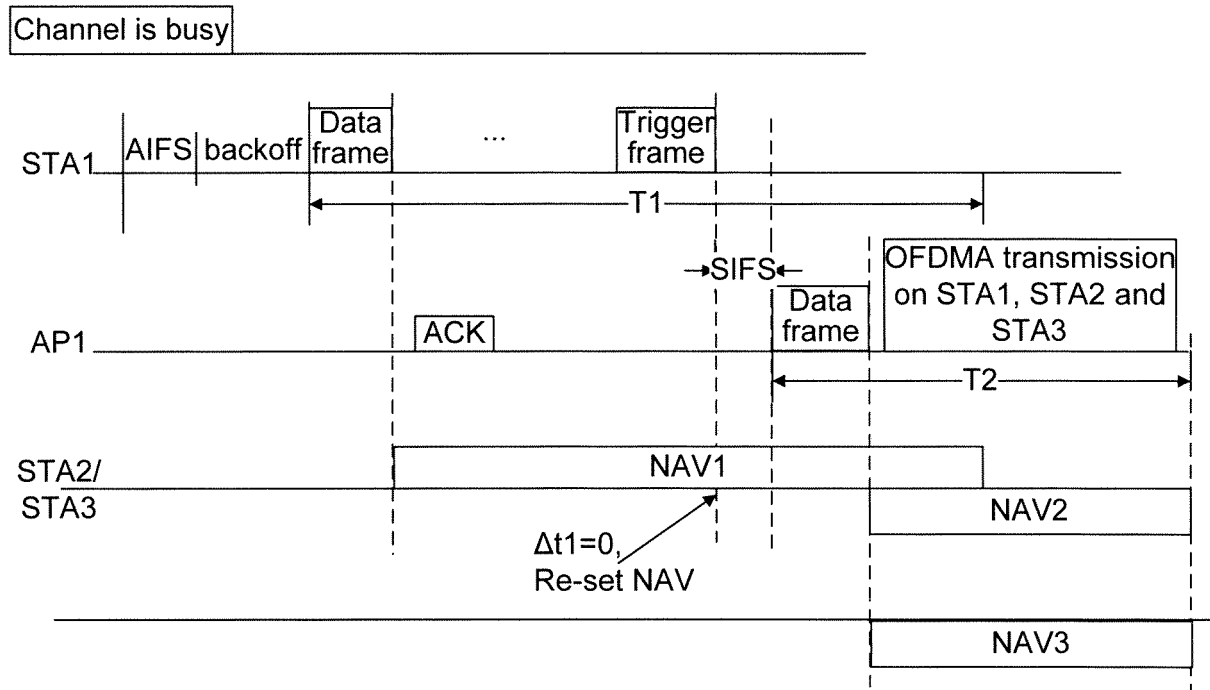 Channel is busy
STA1
AIFS
backoff
Data
frame
...
Trigger
frame
T1
SIFS
AP1
ACK
Data
frame
OFDMA transmission
on STA1, STA2 and
STA3
T2
STA2/
STA3
NAV1
NAV2
Δt1=0,
Re-set NAV
NAV3